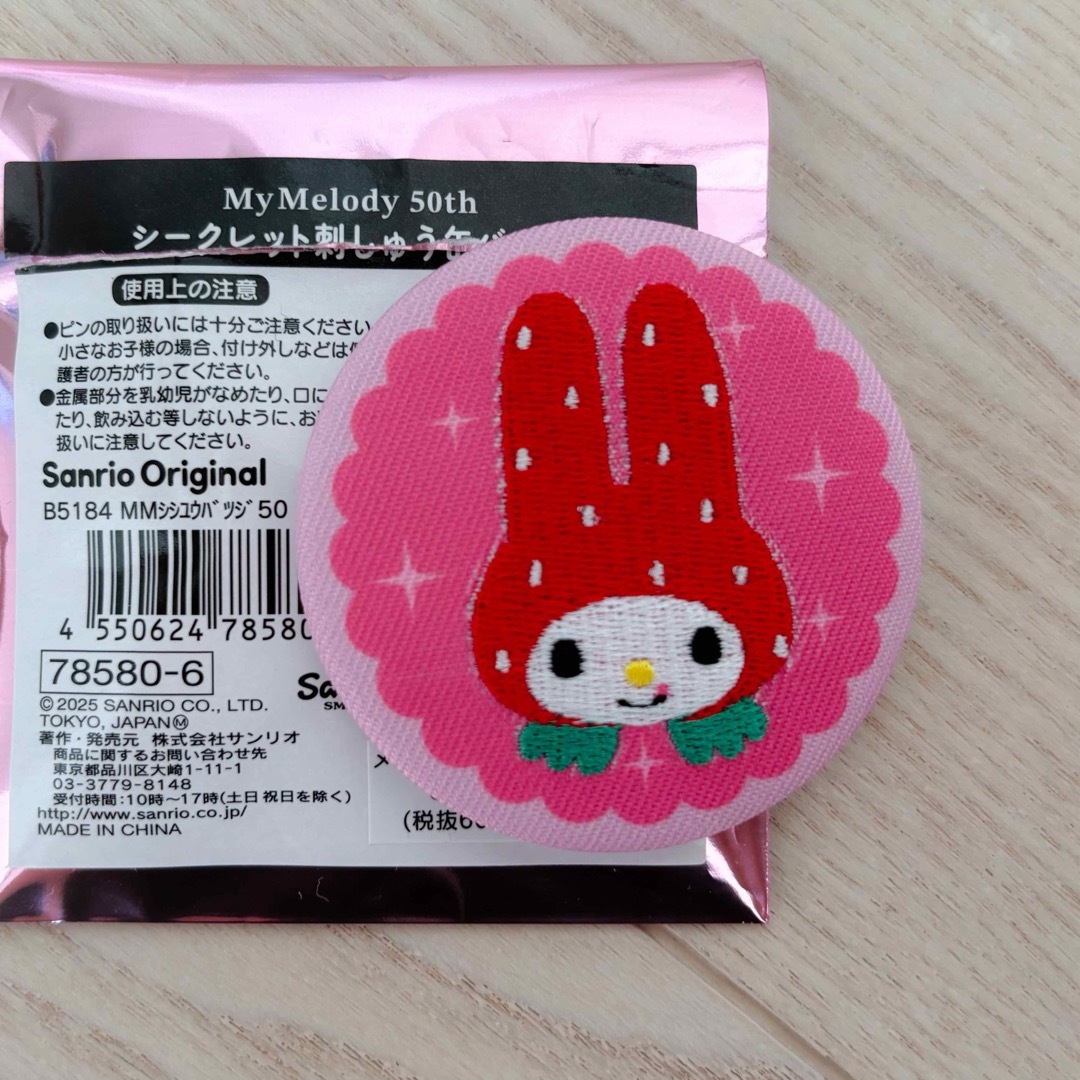 My Melody 50th
シークレット刺しゅう缶バ
使用上の注意
●ピンの取り扱いには十分ご注意ください
小さなお子様の場合、付け外しなどは
護者の方が行ってください。
●金属部分を乳幼児がなめたり、口に
たり、飲み込む等しないように、お
扱いに注意してください。
Sanrio Original
B5184 MMシシユウバツジ50
4 550624 78580
78580-6
© 2025 SANRIO CO., LTD.
TOKYO, JAPAN Ⓜ
著作・発売元 株式会社サンリオ
商品に関するお問い合わせ先
東京都品川区大崎1-11-1
03-3779-8148
受付時間:10時~17時(土日祝日を除く)
http://www.sanrio.co.jp/
MADE IN CHINA
(税抜6